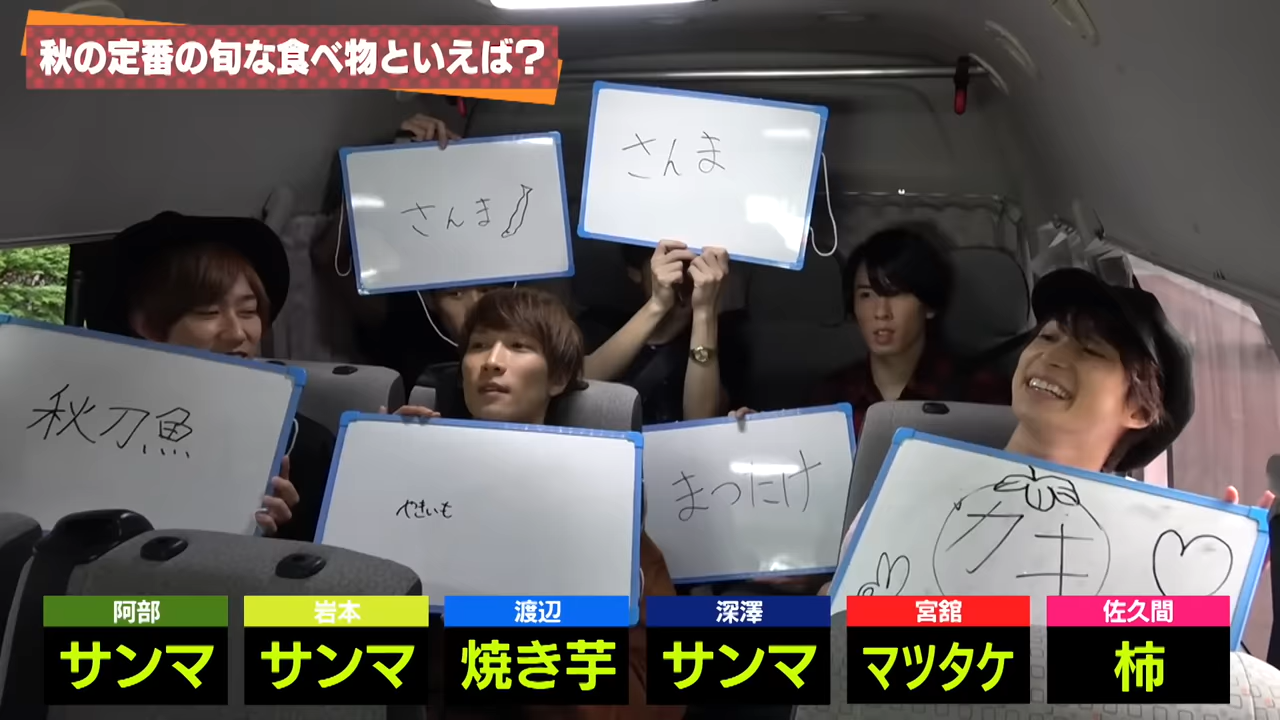 秋の定番の旬な食べ物といえば?
さんま
さんま
秋刀魚
やきいも
まつたけ
カキ
阿部
サンマ
岩本
サンマ
渡辺
焼き芋
深澤
サンマ
宮舘
マツタケ
佐久間
柿